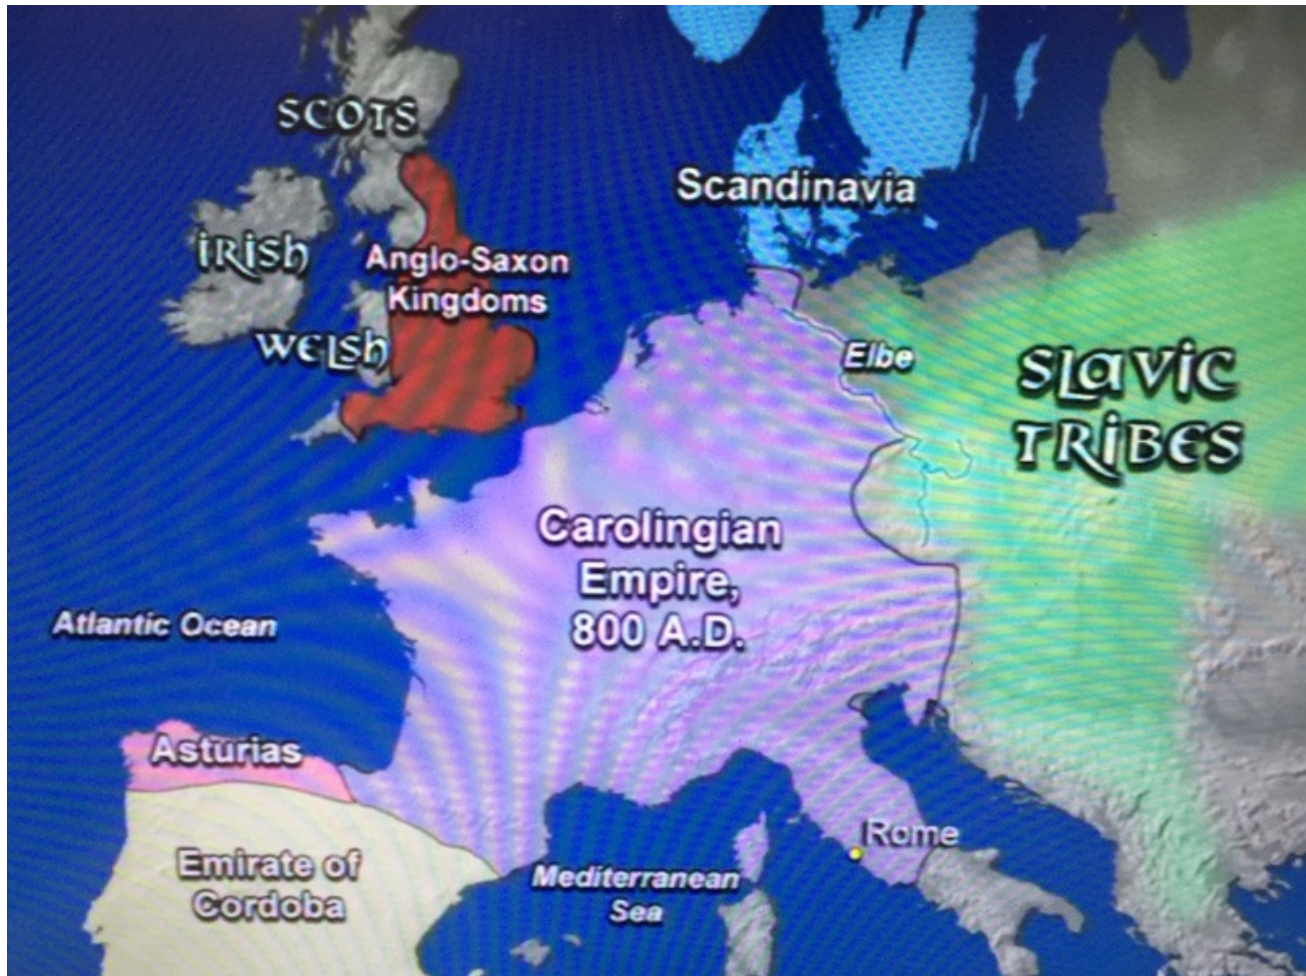 SCOTS
Scandinavia
IRISH
Anglo-Saxon
Kingdoms
WELSH
Elbe
SLAVIC
TRIBES
Carolingian
Empire,
800 A.D.
Atlantic Ocean
Asturias
Rome
Emirate of
Cordoba
Mediterranean
Sea